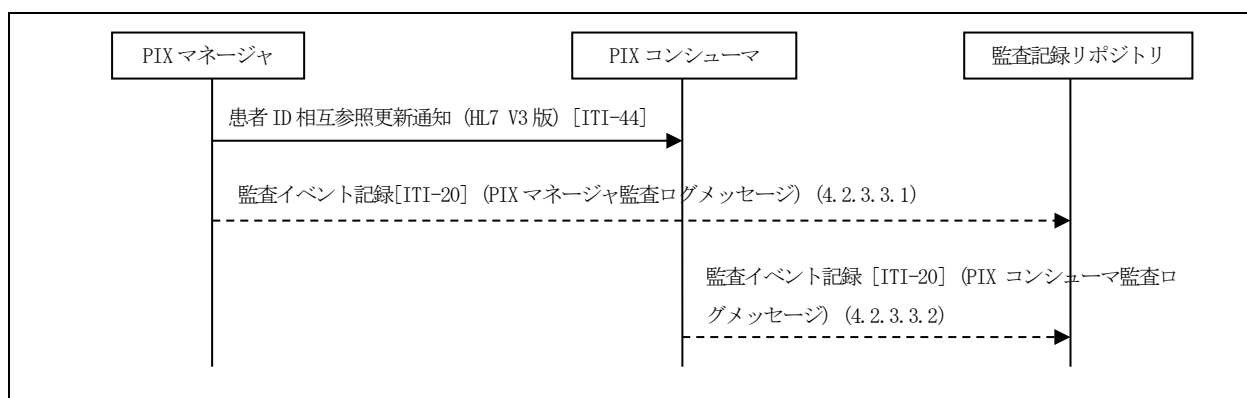 PIX マネージャ
PIX コンシューマ
監査記録リポジトリ
患者 ID 相互参照更新通知 (HL7 V3 版) [ITI-44]
監査イベント記録[ITI-20] (PIX マネージャ監査ログメッセージ) (4.2.3.3.1)
監査イベント記録 [ITI-20] (PIX コンシューマ監査ロ
グメッセージ) (4.2.3.3.2)